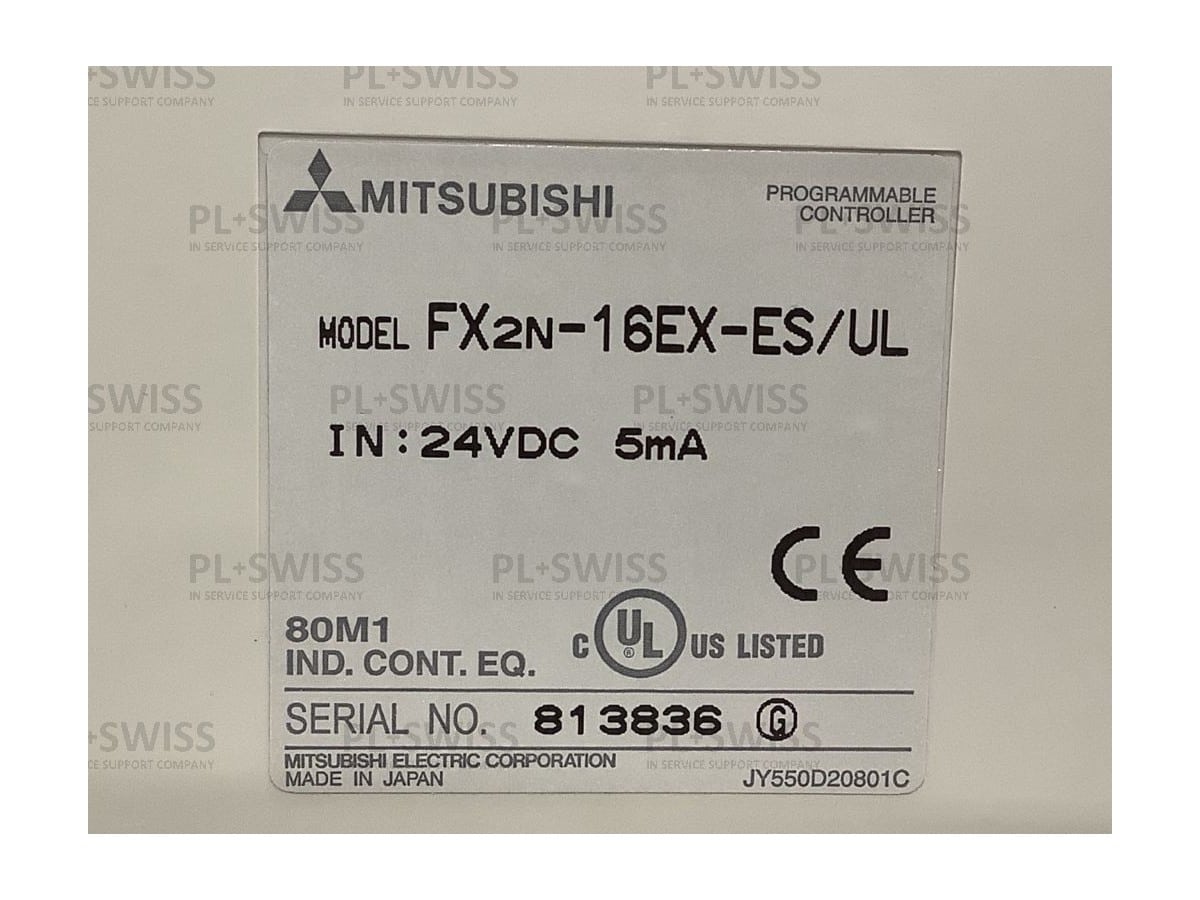 MITSUBISHI
PROGRAMMABLE
CONTROLLER
MODEL FX2N-16EX-ES/UL
IN:24VDC 5mA
CE
80M1
IND. CONT. EQ.
C UL® US LISTED
SERIAL NO. 813836 G
MITSUBISHI ELECTRIC CORPORATION
MADE IN JAPAN
JY550D20801C
PL+SWISS
IN SERVICE SUPPORT COMPANY